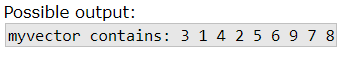 Possible output:
myvector contains: 3 1 4 2 5 6 9 7 8